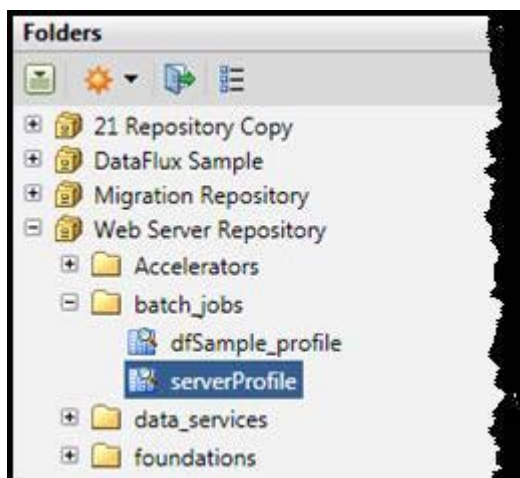 Folders
21 Repository Copy
DataFlux Sample
Migration Repository
Web Server Repository
Accelerators
batch_jobs
dfSample_profile
serverProfile
data_services
foundations